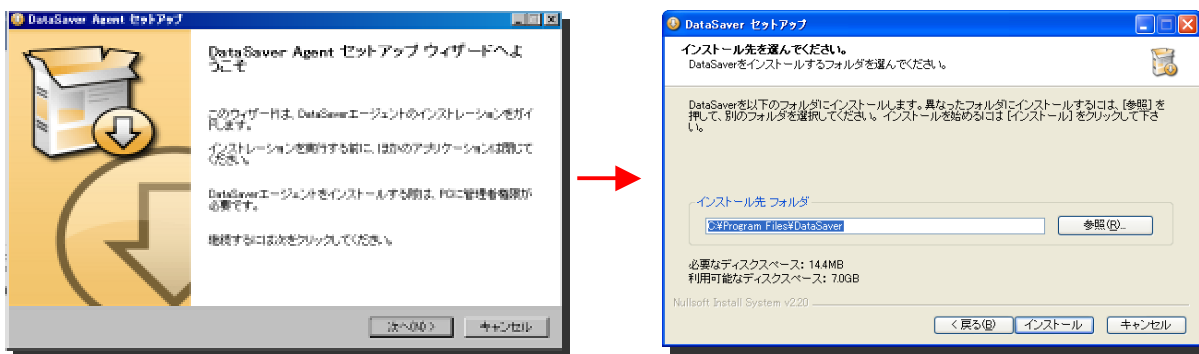 DataSaver Agent セットアップ
DataSaver Agent セットアップ ウィザードへよ
うこそ
このウィザードは、DataSaverエージェントのインストレーションをガイ
ドします。
インストレーションを実行する前に、ほかのアプリケーションは閉じて
ください。
DataSaverエージェントをインストールする際は、PCに管理者権限が
必要です。
継続するには次をクリックしてください。
次へ(N) >
キャンセル
DataSaver セットアップ
インストール先を選んでください。
DataSaverをインストールするフォルダを選んでください。
DataSaverを以下のフォルダにインストールします。異なったフォルダにインストールするには、[参照] を
押して、別のフォルダを選択してください。インストールを始めるには [インストール] をクリックして下さ
い。
インストール先 フォルダ
C:¥Program Files¥DataSaver
参照(R)...
必要なディスクスペース: 14.4MB
利用可能なディスクスペース: 7.0GB
Nullsoft Install System v2.20
< 戻る(B)
インストール
キャンセル